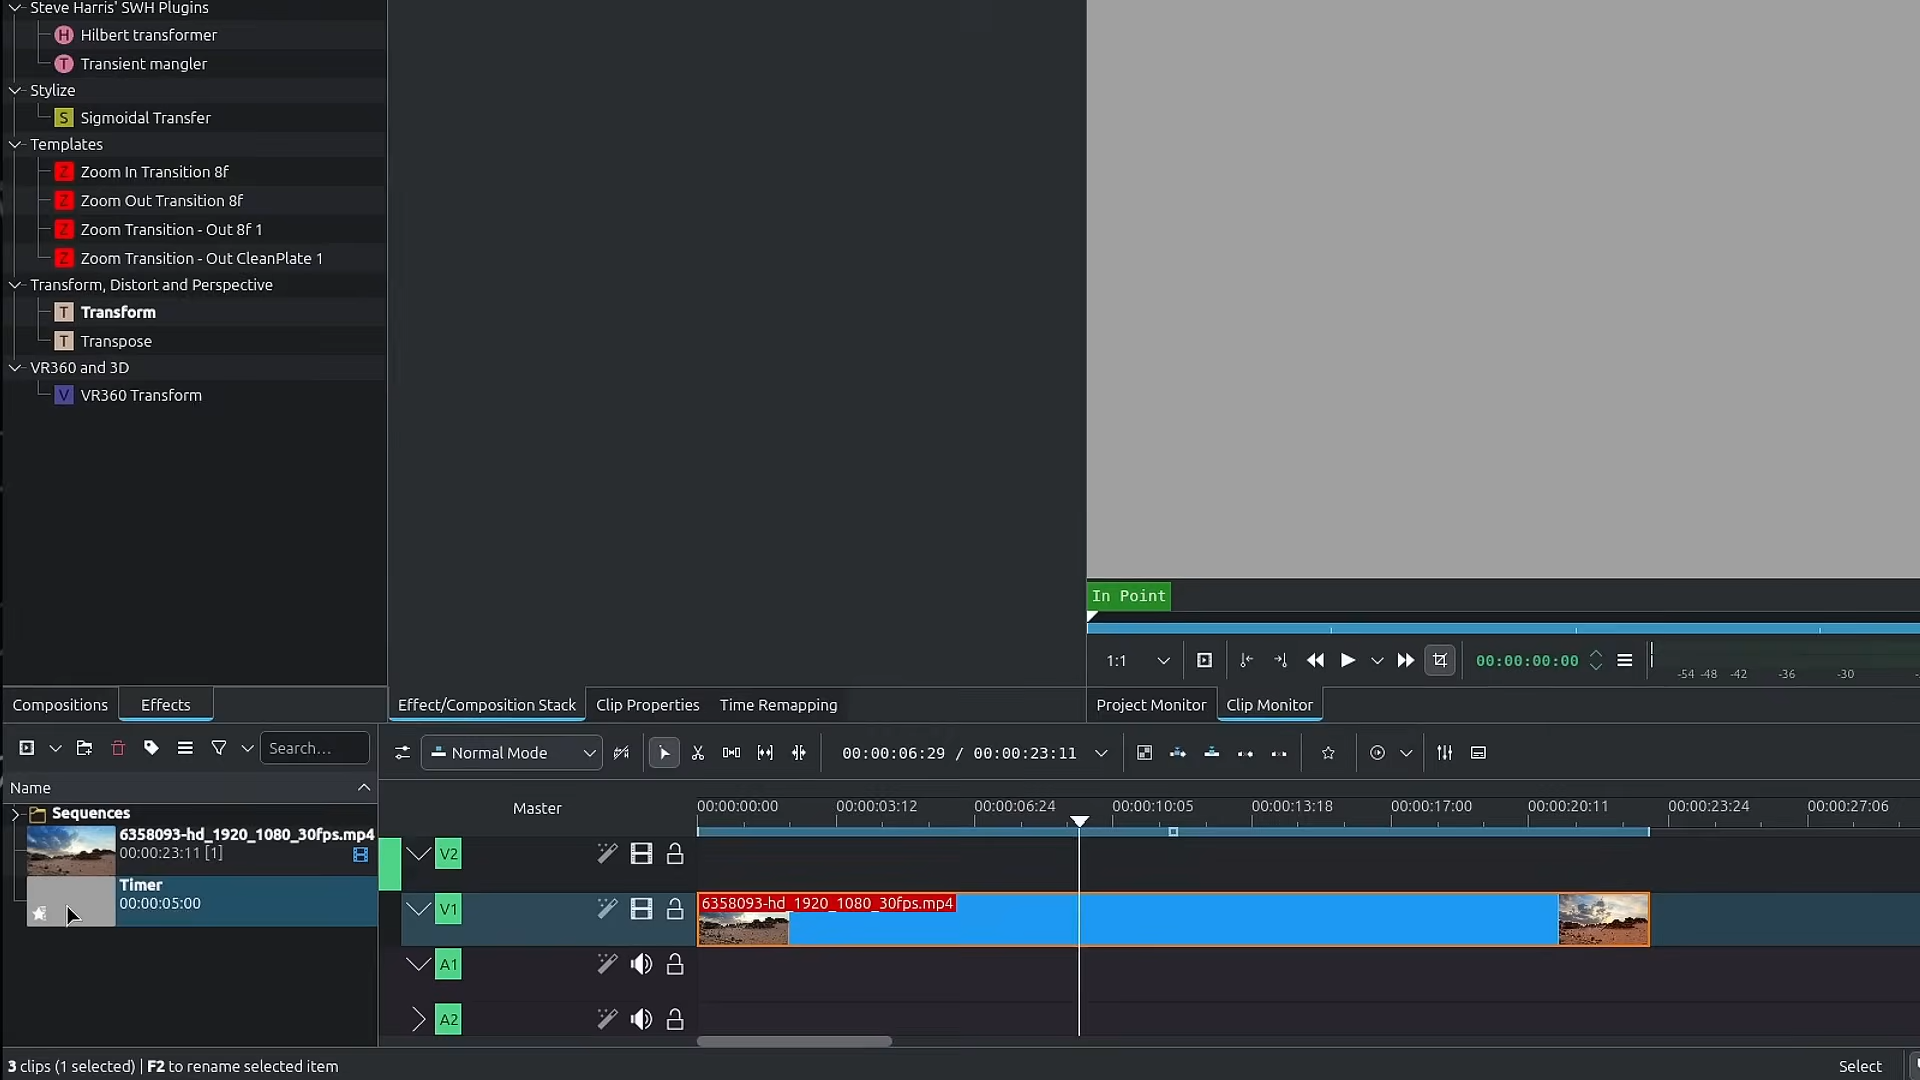 Steve Harris' SWH Plugins
H Hilbert transformer
T Transient mangler
Stylize
S Sigmoidal Transfer
Templates
Z Zoom In Transition 8f
Z Zoom Out Transition 8f
Z Zoom Transition - Out 8f 1
Z Zoom Transition - Out CleanPlate 1
Transform, Distort and Perspective
T Transform
T Transpose
VR360 and 3D
V VR360 Transform
In Point
1:1
00:00:00:00
-54 -48 -42 -36 -30
Compositions
Effects
Effect/Composition Stack
Clip Properties
Time Remapping
Project Monitor
Clip Monitor
Search...
Normal Mode
00:00:06:29 / 00:00:23:11
Name
Sequences
6358093-hd_1920_1080_30fps.mp4
00:00:23:11 [1]
Timer
00:00:05:00
Master
00:00:00:00 00:00:03:12 00:00:06:24 00:00:10:05 00:00:13:18 00:00:17:00 00:00:20:11 00:00:23:24 00:00:27:06
V2
V1
6358093-hd_1920_1080_30fps.mp4
A1
A2
3 clips (1 selected) | F2 to rename selected item
Select